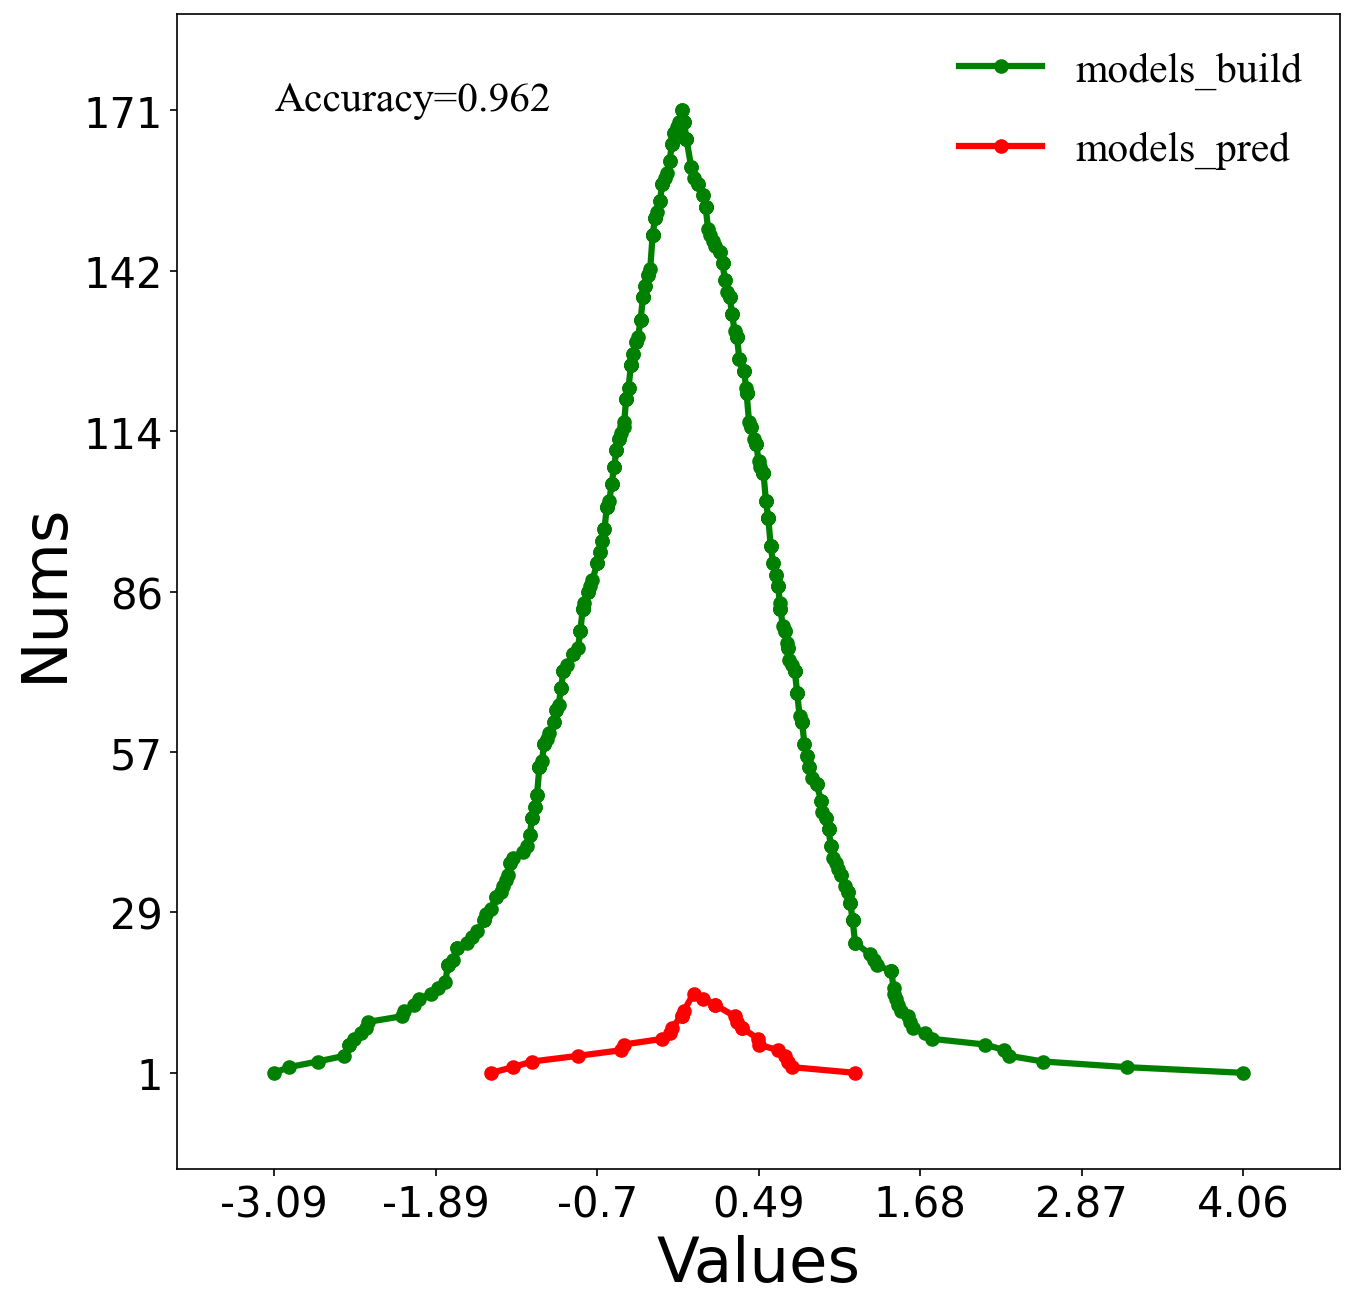 Accuracy=0.962
models_build
models_pred
Nums
171
142
114
86
57
29
1
-3.09 -1.89 -0.7 0.49 1.68 2.87 4.06
Values